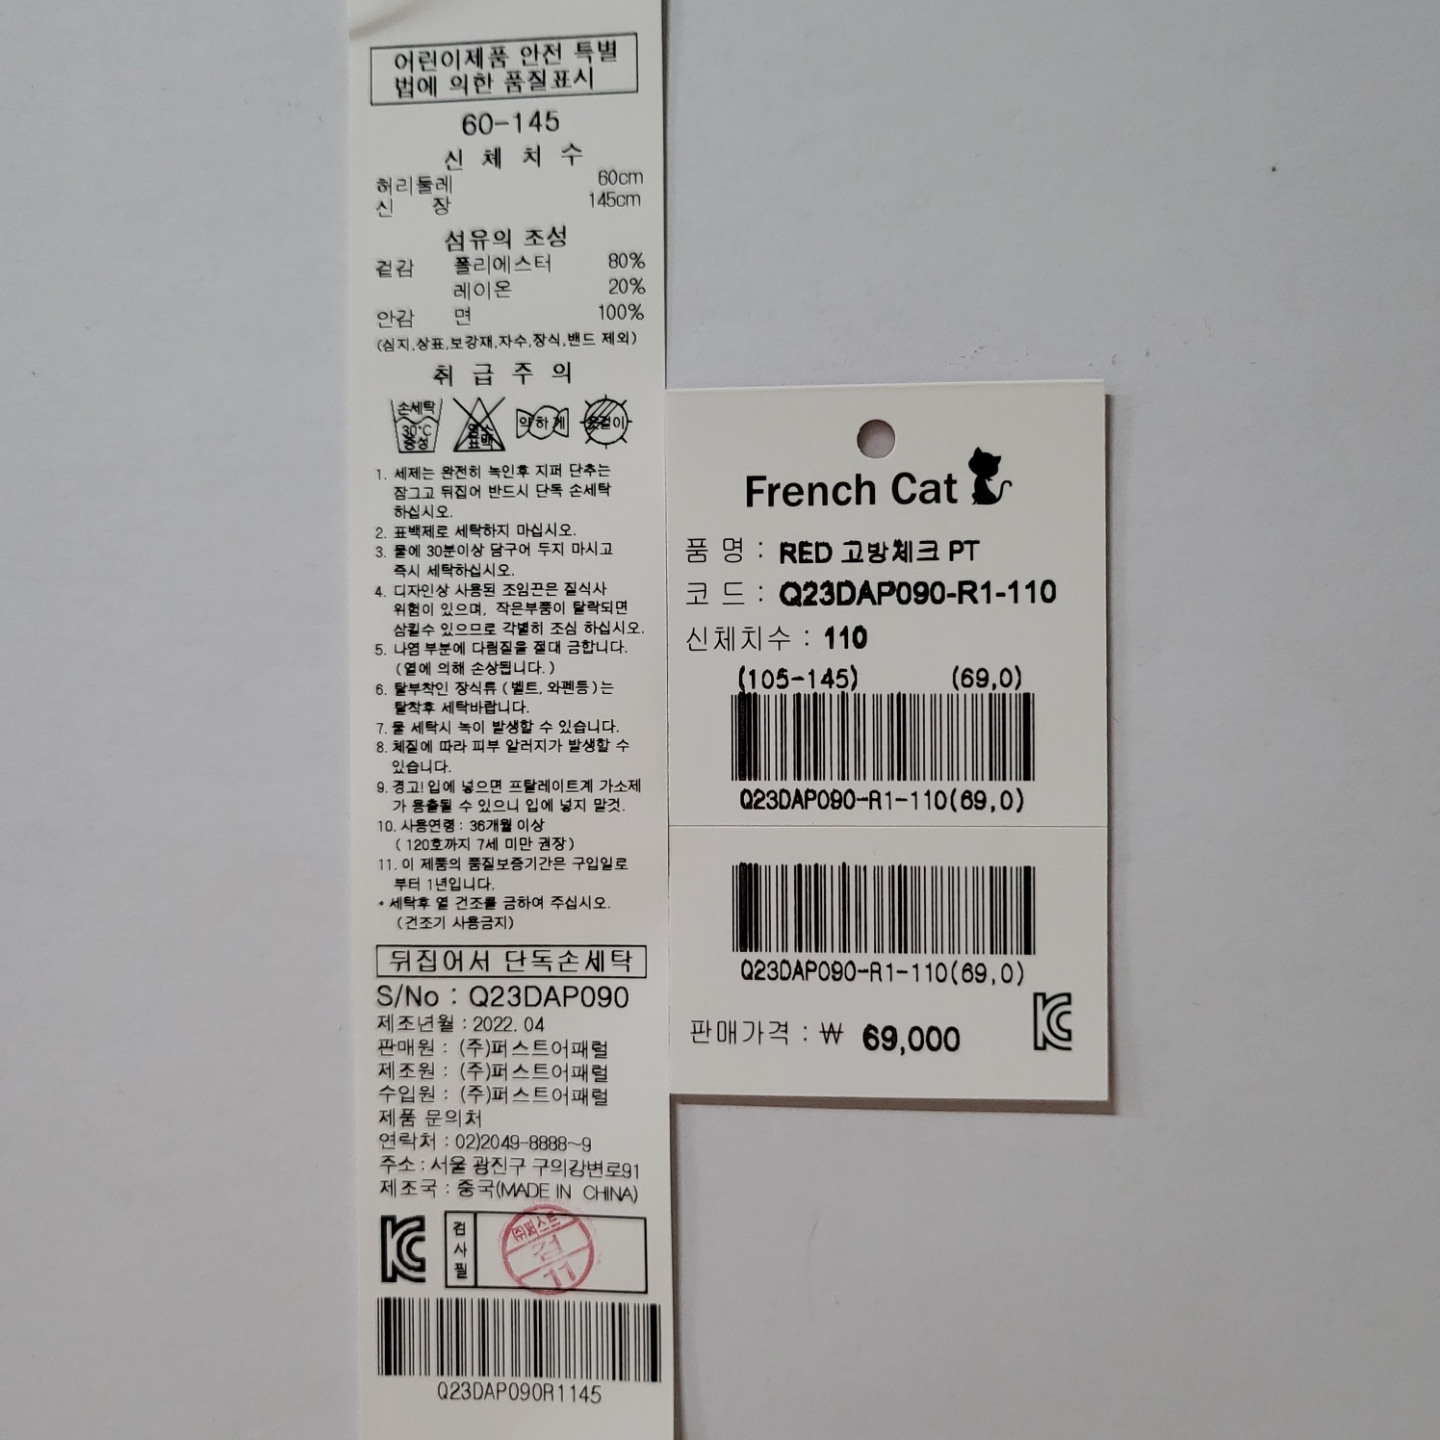 어린이제품 안전 특별
법에 의한 품질표시
60-145
신 체 치 수
허리둘레 60cm
신 장 145cm
섬유의 조성
겉감 폴리에스터 80%
레이온 20%
안감 면 100%
(심지,상표,보강재,자수,장식,밴드 제외)
취 급 주 의
손세탁
30°C
중성
염소
표백
약하게
옷걸이
1. 세제는 완전히 녹인후 지퍼 단추는
잠그고 뒤집어 반드시 단독 손세탁
하십시오.
2. 표백제로 세탁하지 마십시오.
3. 물에 30분이상 담구어 두지 마시고
즉시 세탁하십시오.
4. 디자인상 사용된 조임끈은 질식사
위험이 있으며, 작은부품이 탈락되면
삼킬수 있으므로 각별히 조심 하십시오.
5. 나염 부분에 다림질을 절대 금합니다.
(열에 의해 손상됩니다.)
6. 탈부착인 장식류 (벨트, 와펜등)는
탈착후 세탁바랍니다.
7. 물 세탁시 녹이 발생할 수 있습니다.
8. 체질에 따라 피부 알러지가 발생할 수
있습니다.
9. 경고! 입에 넣으면 프탈레이트계 가소제
가 용출될 수 있으니 입에 넣지 말것.
10. 사용연령 : 36개월 이상
( 120호까지 7세 미만 권장)
11. 이 제품의 품질보증기간은 구입일로
부터 1년입니다.
* 세탁후 열 건조를 금하여 주십시오.
(건조기 사용금지)
뒤집어서 단독손세탁
S/No : Q23DAP090
제조년월 : 2022. 04
판매원 : (주)퍼스트어패럴
제조원 : (주)퍼스트어패럴
수입원 : (주)퍼스트어패럴
제품 문의처
연락처 : 02)2049-8888~9
주소 : 서울 광진구 구의강변로91
제조국 : 중국(MADE IN CHINA)
KC
검사필
㈜퍼스트
검
11
Q23DAP090R1145
French Cat
품 명 : RED 고방체크 PT
코 드 : Q23DAP090-R1-110
신체치수 : 110
(105-145) (69,0)
Q23DAP090-R1-110(69,0)
Q23DAP090-R1-110(69,0)
KC
판매가격 : ₩ 69,000